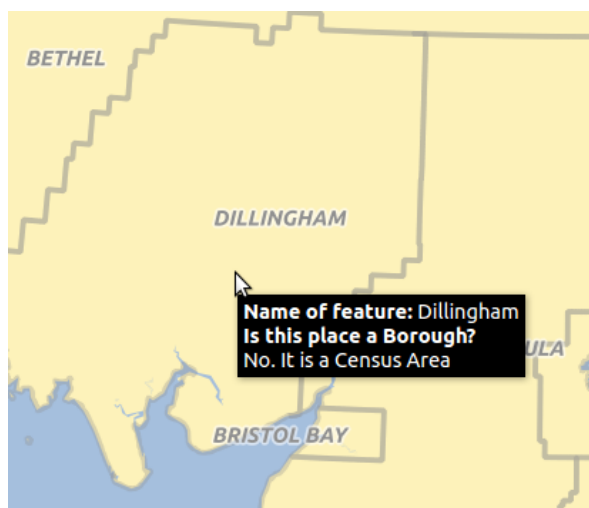 BETHEL
DILLINGHAM
Name of feature: Dillingham
Is this place a Borough?
No. It is a Census Area
ULA
BRISTOL BAY